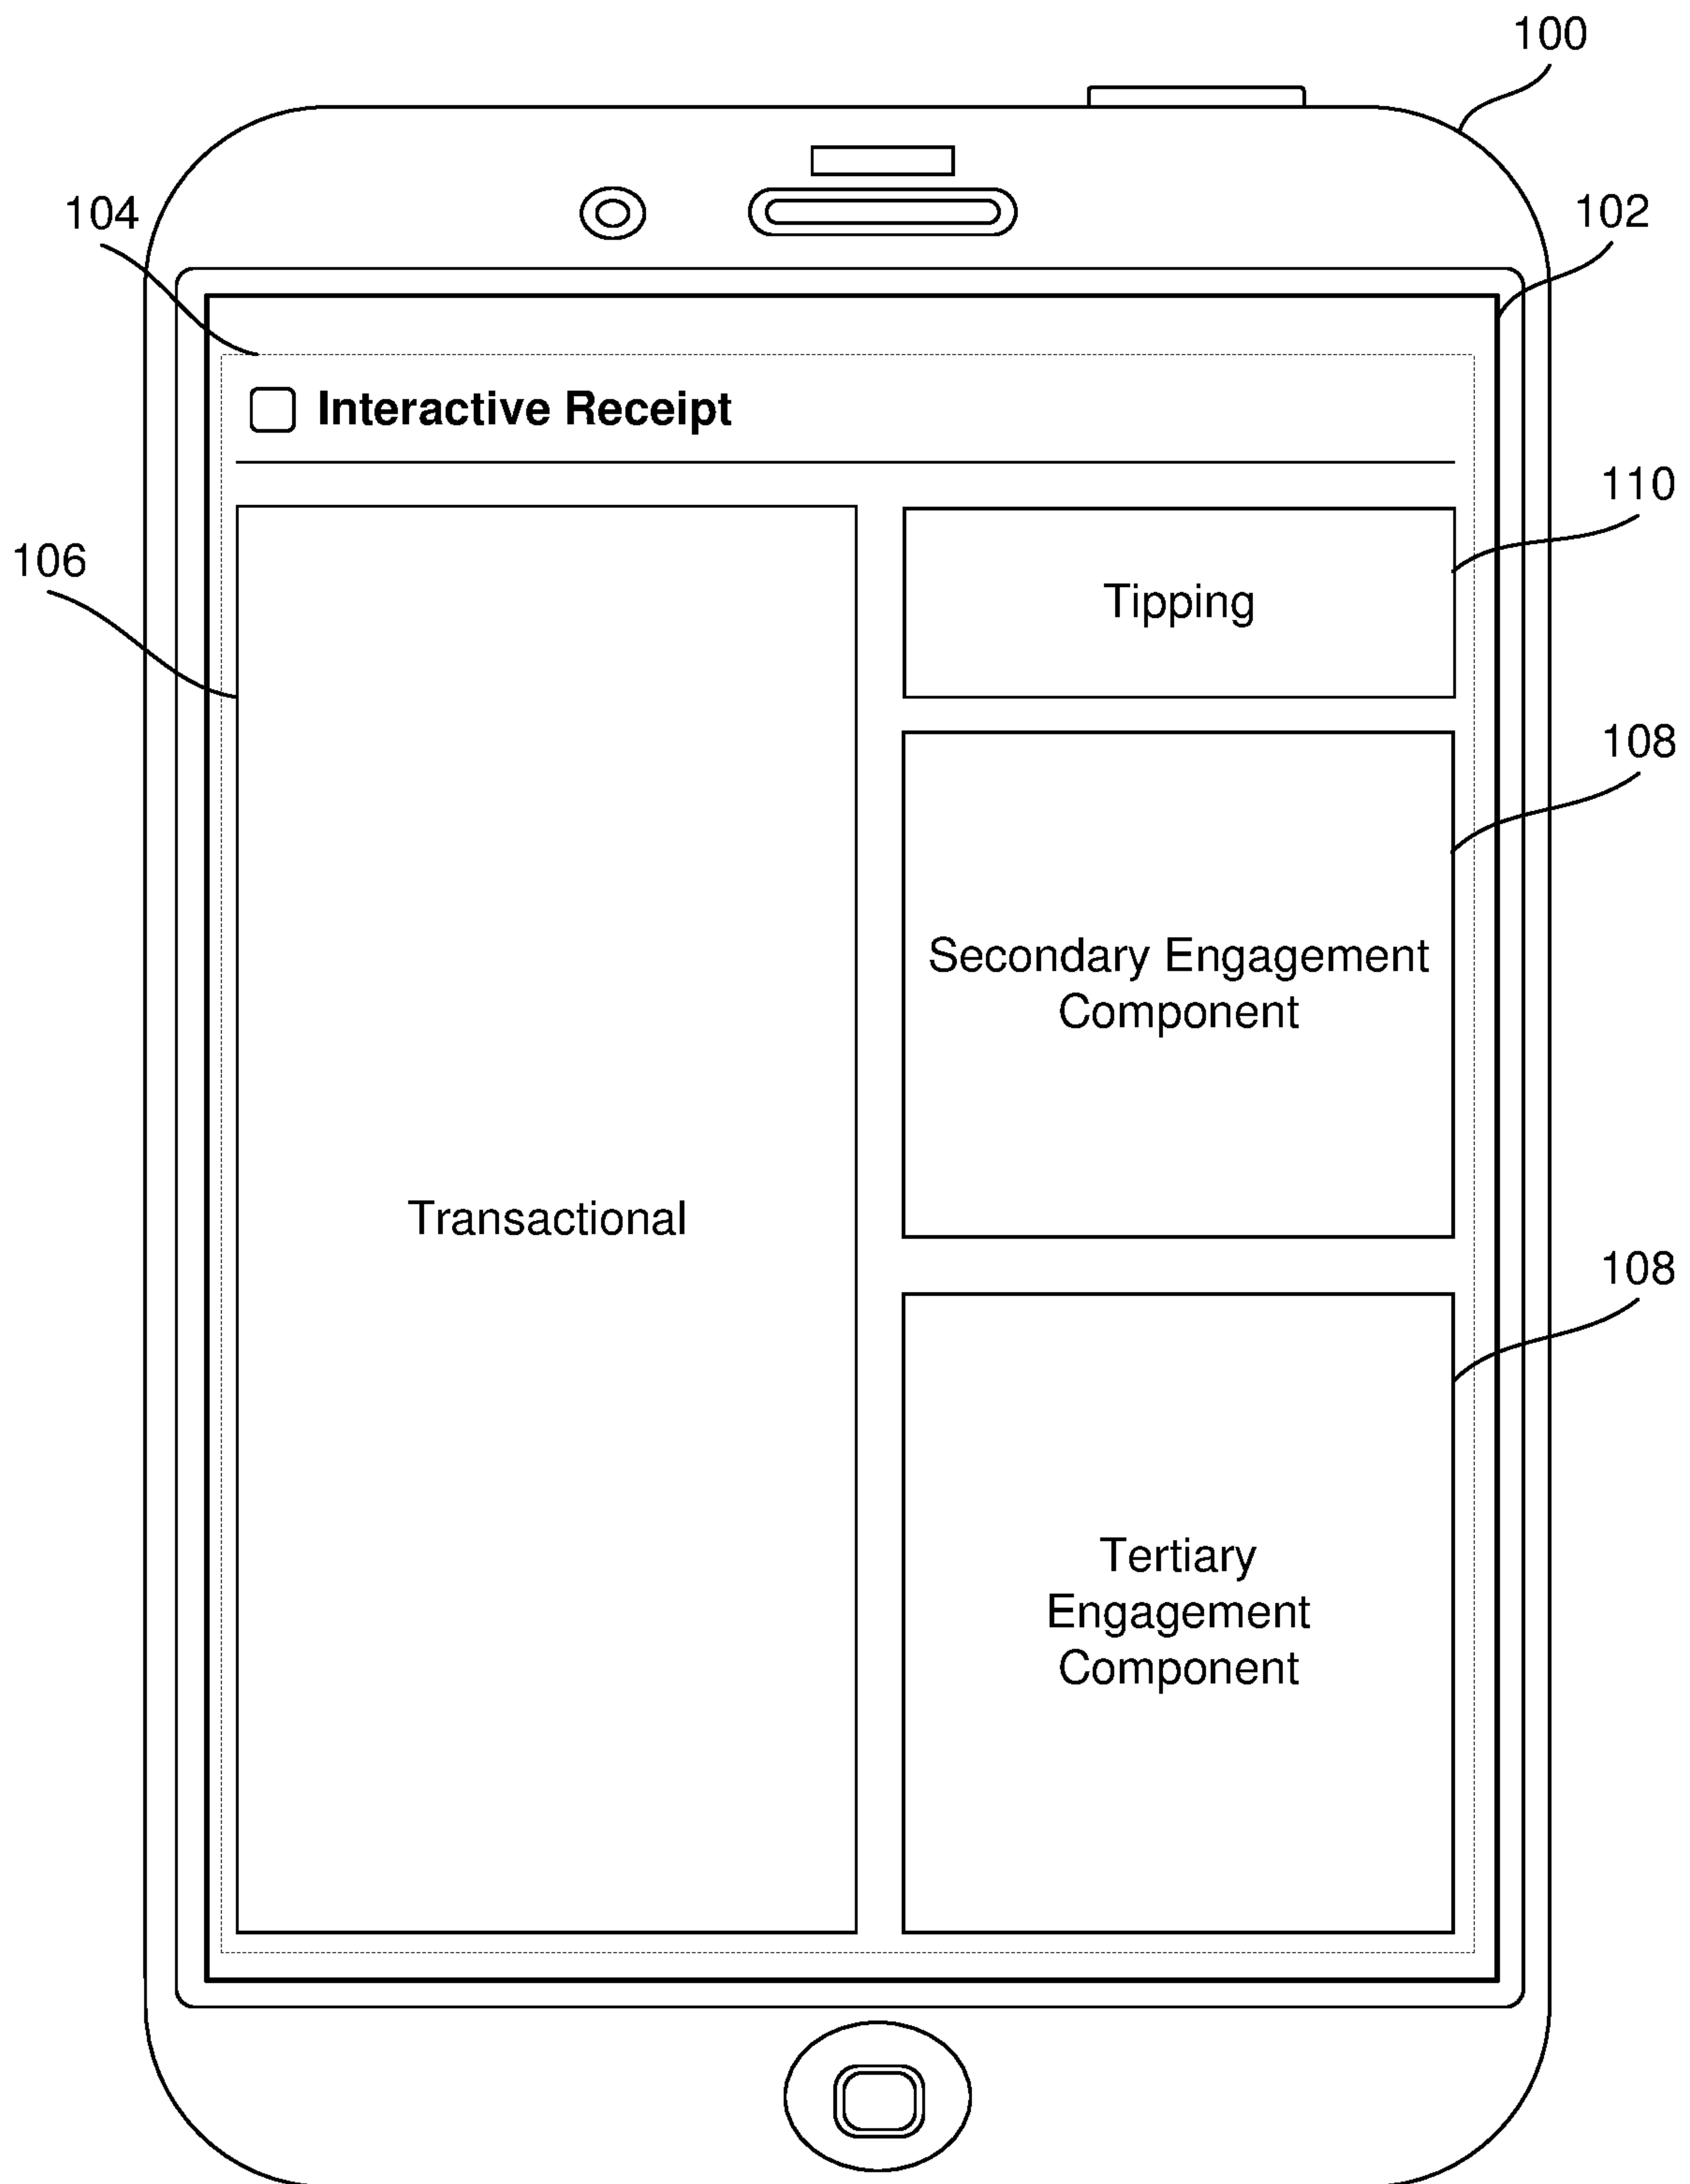 100
104
102
Interactive Receipt
110
106
Tipping
108
Secondary Engagement
Component
Transactional
108
Tertiary
Engagement
Component